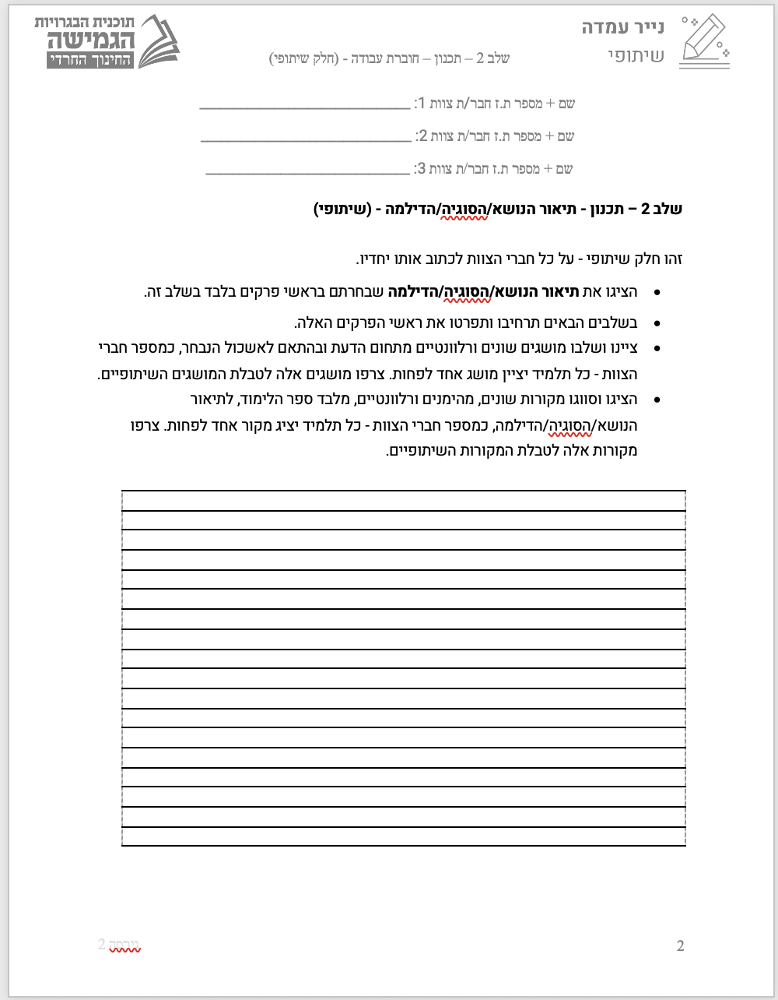 נייר עמדה
שיתופי
שלב 2 – תכנון – חוברת עבודה - (חלק שיתופי)
תוכנית הבגרויות
הגמישה
החינוך החרדי
שם + מספר ת.ז חבר/ת צוות 1: ____________________________
שם + מספר ת.ז חבר/ת צוות 2: ____________________________
שם + מספר ת.ז חבר/ת צוות 3: ____________________________
שלב 2 – תכנון - תיאור הנושא/הסוגיה/הדילמה - (שיתופי)
זהו חלק שיתופי - על כל חברי הצוות לכתוב אותו יחדיו.
• הציגו את תיאור הנושא/הסוגיה/הדילמה שבחרתם בראשי פרקים בלבד בשלב זה.
• בשלבים הבאים תרחיבו ותפרטו את ראשי הפרקים האלה.
• ציינו ושלבו מושגים שונים ורלוונטיים מתחום הדעת ובהתאם לאשכול הנבחר, כמספר חברי
הצוות - כל תלמיד יציין מושג אחד לפחות. צרפו מושגים אלה לטבלת המושגים השיתופיים.
• הציגו וסווגו מקורות שונים, מהימנים ורלוונטיים, מלבד ספר הלימוד, לתיאור
הנושא/הסוגיה/הדילמה, כמספר חברי הצוות - כל תלמיד יציג מקור אחד לפחות. צרפו
מקורות אלה לטבלת המקורות השיתופיים.
2
גירסה 2